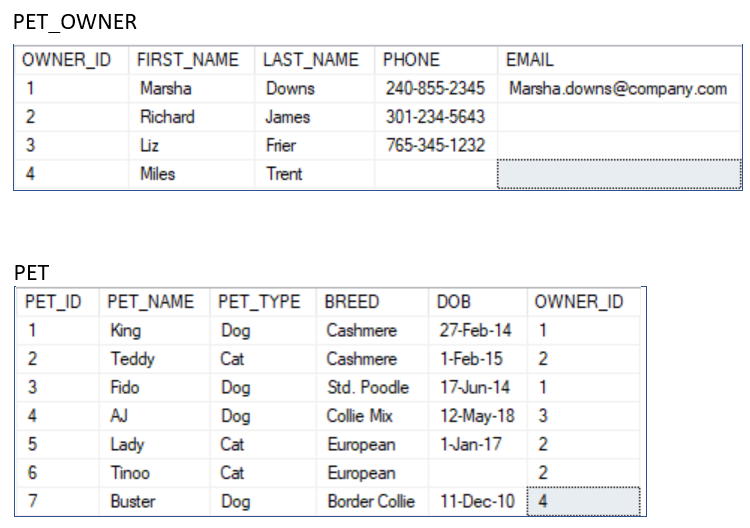 PET_OWNER
OWNER_ID FIRST_NAME LAST_NAME PHONE EMAIL
1 Marsha Downs 240-855-2345 Marsha.downs@company.com
2 Richard James 301-234-5643
3 Liz Frier 765-345-1232
4 Miles Trent
PET
PET_ID PET_NAME PET_TYPE BREED DOB OWNER_ID
1 King Dog Cashmere 27-Feb-14 1
2 Teddy Cat Cashmere 1-Feb-15 2
3 Fido Dog Std. Poodle 17-Jun-14 1
4 AJ Dog Collie Mix 12-May-18 3
5 Lady Cat European 1-Jan-17 2
6 Tinoo Cat European 2
7 Buster Dog Border Collie 11-Dec-10 4